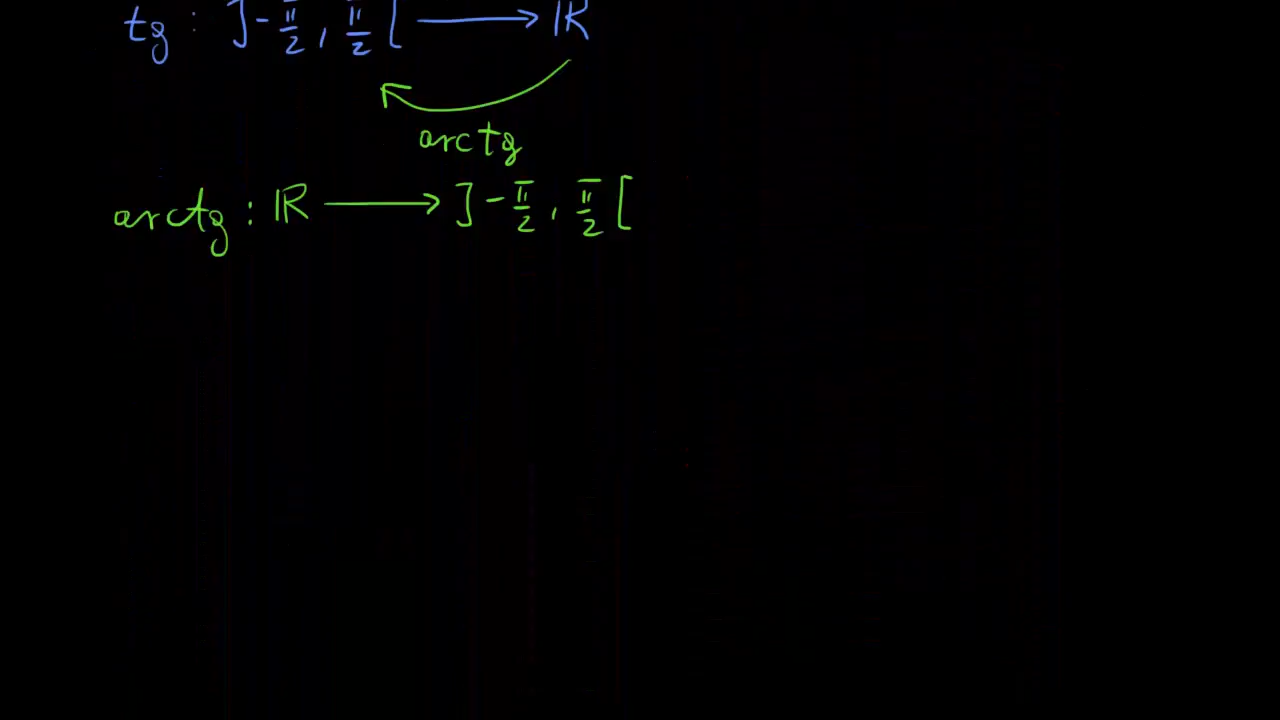 tg : ]-π/2, π/2[ ⟶ ℝ
arctg
arctg : ℝ ⟶ ]-π/2, π/2[